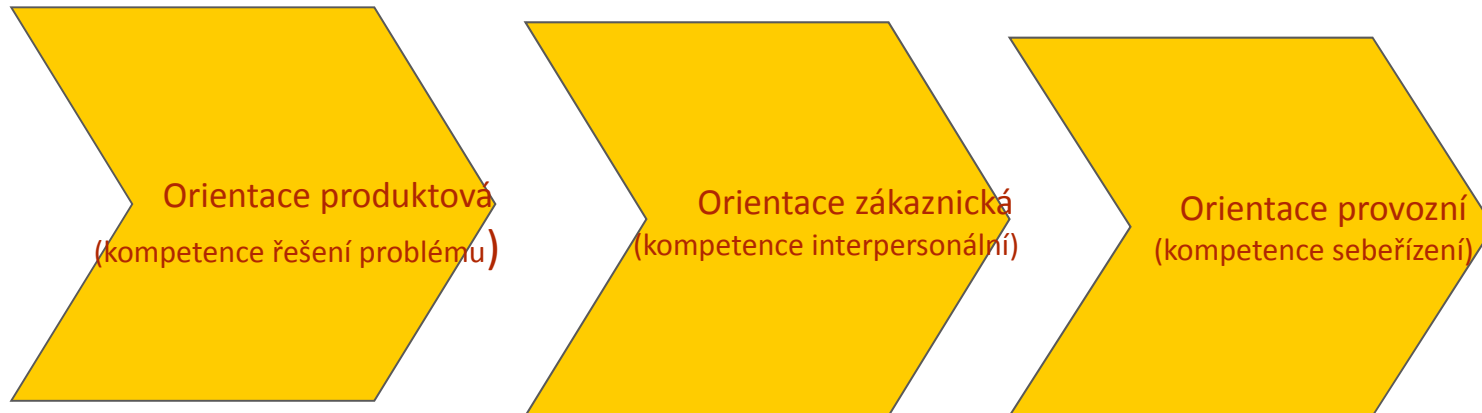 Orientace produktová
(kompetence řešení problému)
Orientace zákaznická
(kompetence interpersonální)
Orientace provozní
(kompetence sebeřízení)